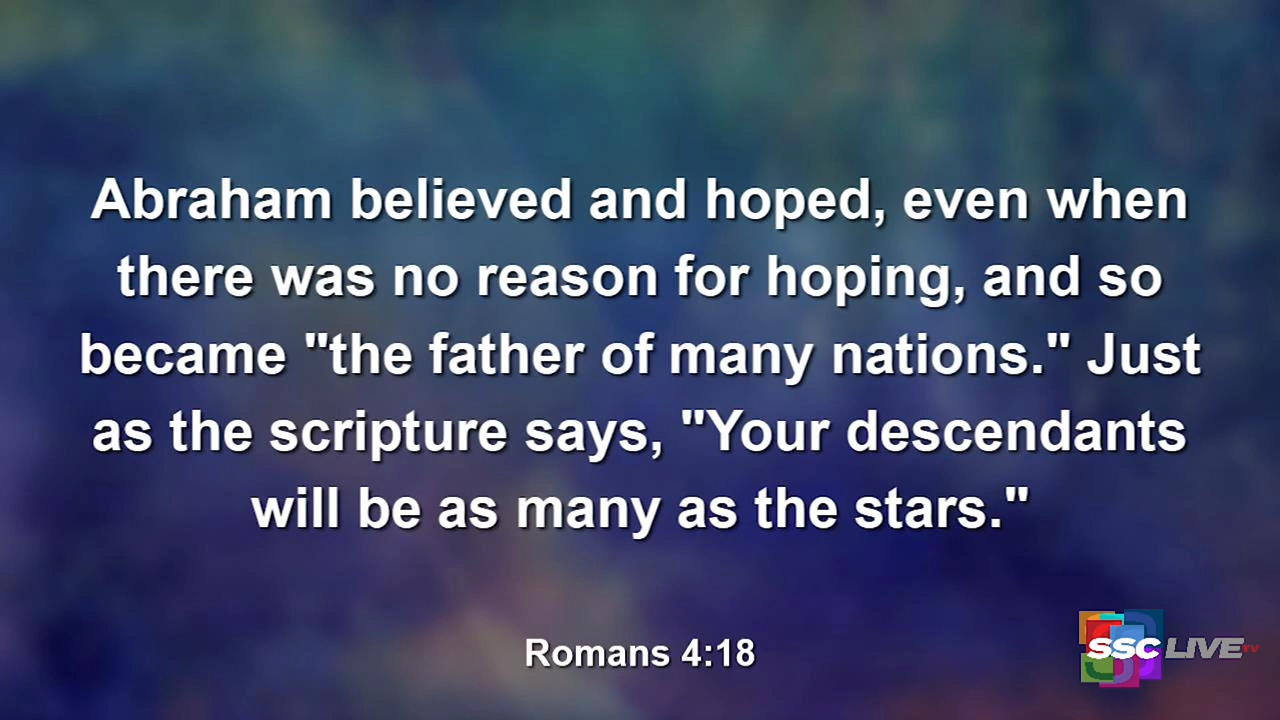 Abraham believed and hoped, even when
there was no reason for hoping, and so
became "the father of many nations." Just
as the scripture says, "Your descendants
will be as many as the stars."
Romans 4:18
SSC LIVE TV